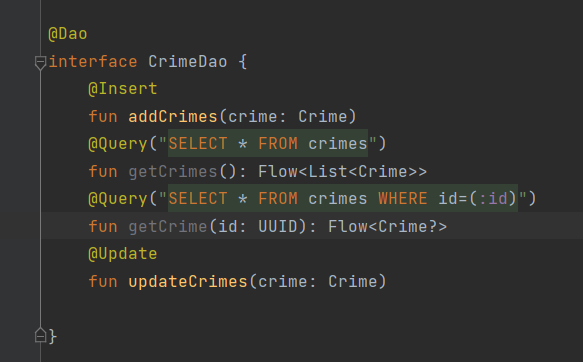 @Dao
interface CrimeDao {
@Insert
fun addCrimes(crime: Crime)
@Query("SELECT * FROM crimes")
fun getCrimes(): Flow<List<Crime>>
@Query("SELECT * FROM crimes WHERE id=(:id)")
fun getCrime(id: UUID): Flow<Crime?>
@Update
fun updateCrimes(crime: Crime)
}